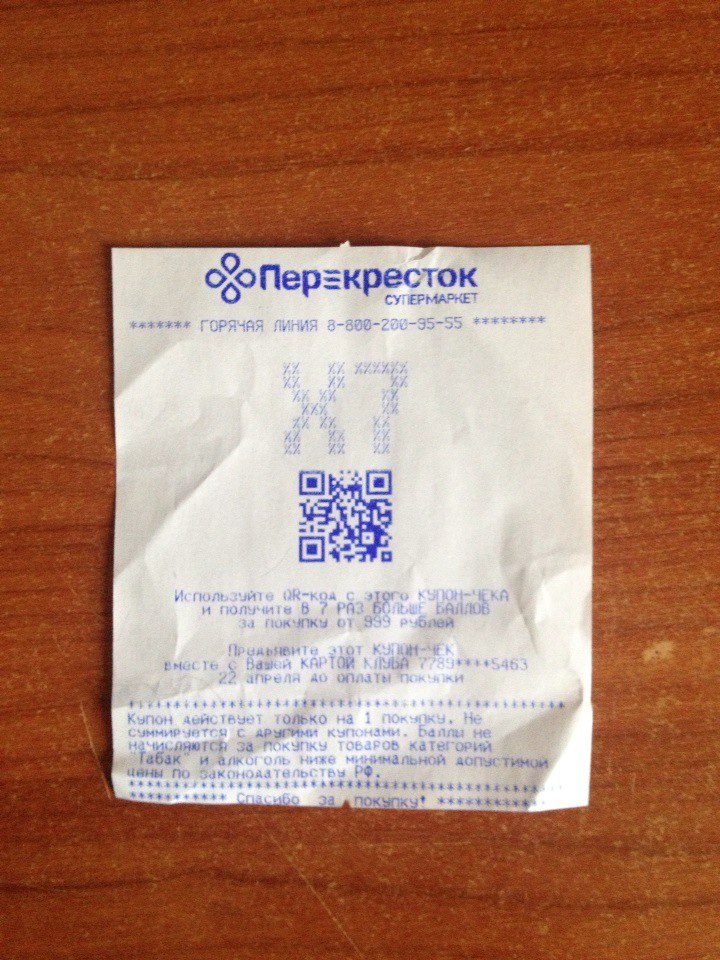 Перекресток
СУПЕРМАРКЕТ
******* ГОРЯЧАЯ ЛИНИЯ 8-800-200-95-55 ********
X7
Используйте QR-код с этого КУПОН-ЧЕКА
и получите В 7 РАЗ БОЛЬШЕ БАЛЛОВ
за покупку от 999 рублей
Предъявите этот КУПОН-ЧЕК
вместе с Вашей КАРТОЙ КЛУБА 7789****5463
22 апреля до оплаты покупки
Купон действует только на 1 покупку. Не
суммируется с другими купонами. Баллы не
начисляются за покупку товаров категорий
"Табак" и алкоголь ниже минимальной допустимой
цены по законодательству РФ.
*********** Спасибо за покупку! ***********